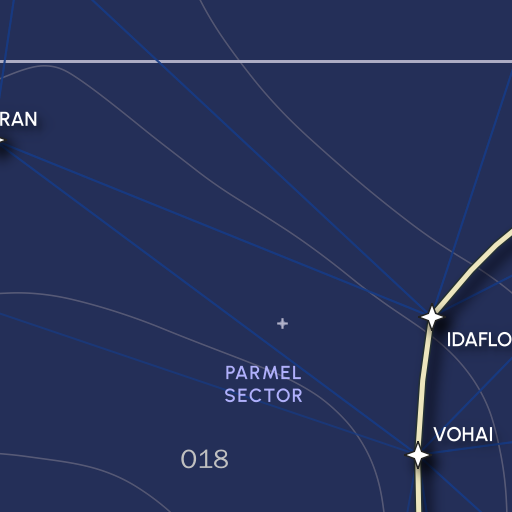 RAN
IDAFLO
PARMEL
SECTOR
VOHAI
018